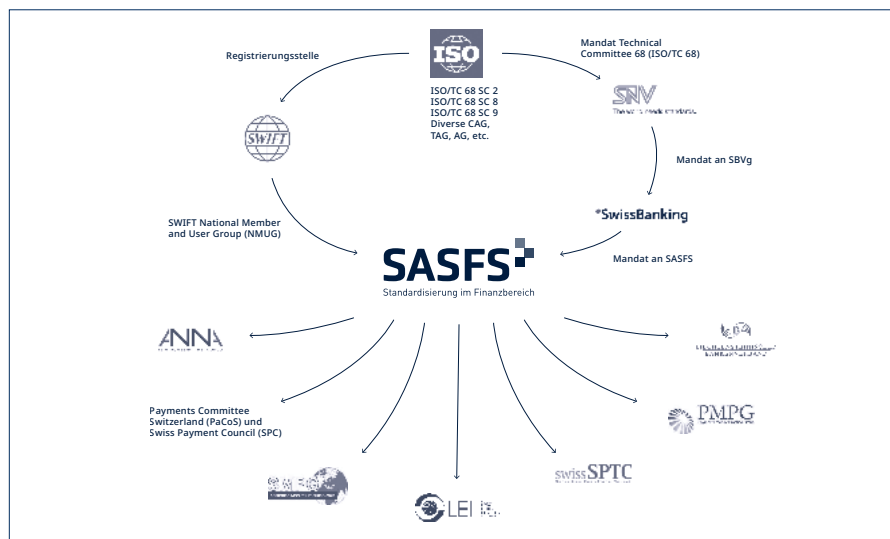 Registrierungsstelle
ISO
Mandat Technical
Committee 68 (ISO/TC 68)
ISO/TC 68 SC 2
ISO/TC 68 SC 8
ISO/TC 68 SC 9
Diverse CAG,
TAG, AG, etc.
SNV
SWIFT
Mandat an SBVg
SwissBanking
SWIFT National Member
and User Group (NMUG)
Mandat an SASFS
SASFS
Standardisierung im Finanzbereich
ANNA
Payments Committee
Switzerland (PaCoS) und
Swiss Payment Council (SPC)
PMPG
swissSPTC
LEI